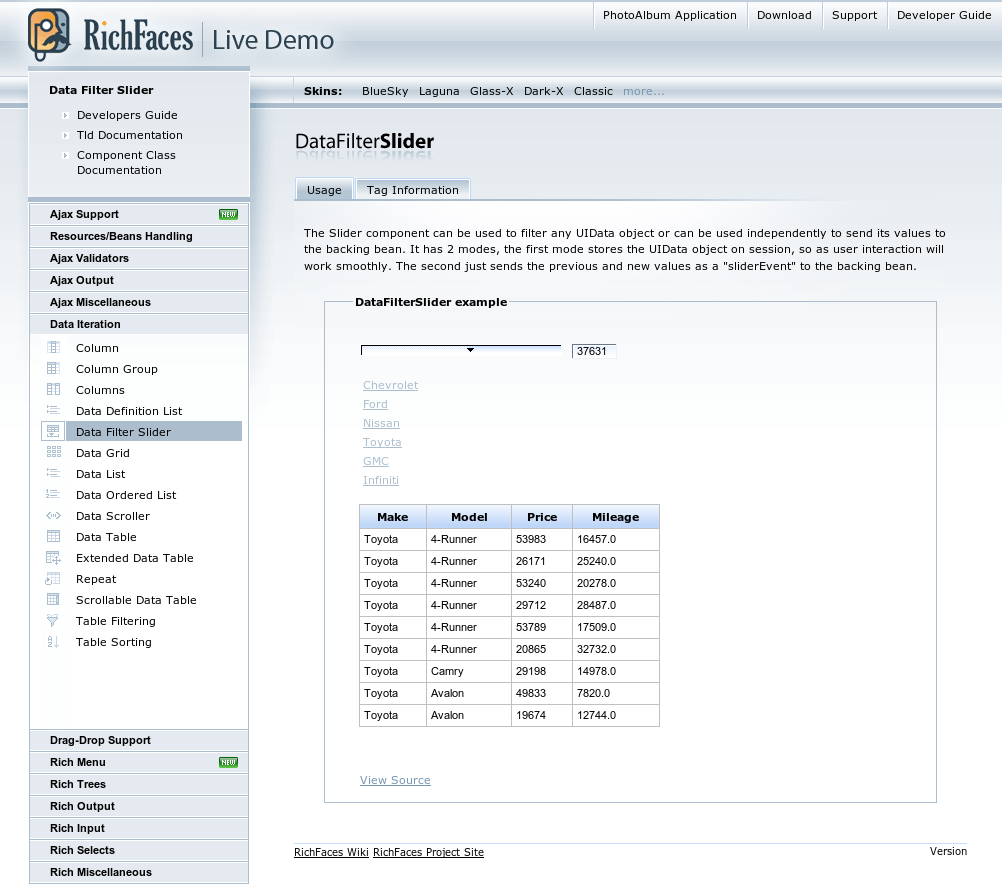 PhotoAlbum Application Download Support Developer Guide
RichFaces Live Demo
Skins: BlueSky Laguna Glass-X Dark-X Classic more...
Data Filter Slider
Developers Guide
Tld Documentation
Component Class
Documentation
Ajax Support NEW
Resources/Beans Handling
Ajax Validators
Ajax Output
Ajax Miscellaneous
Data Iteration
Column
Column Group
Columns
Data Definition List
Data Filter Slider
Data Grid
Data List
Data Ordered List
Data Scroller
Data Table
Extended Data Table
Repeat
Scrollable Data Table
Table Filtering
Table Sorting
Drag-Drop Support
Rich Menu NEW
Rich Trees
Rich Output
Rich Input
Rich Selects
Rich Miscellaneous
DataFilterSlider
Usage Tag Information
The Slider component can be used to filter any UIData object or can be used independently to send its values to
the backing bean. It has 2 modes, the first mode stores the UIData object on session, so as user interaction will
work smoothly. The second just sends the previous and new values as a "sliderEvent" to the backing bean.
DataFilterSlider example
37631
Chevrolet
Ford
Nissan
Toyota
GMC
Infiniti
Make Model Price Mileage
Toyota 4-Runner 53983 16457.0
Toyota 4-Runner 26171 25240.0
Toyota 4-Runner 53240 20278.0
Toyota 4-Runner 29712 28487.0
Toyota 4-Runner 53789 17509.0
Toyota 4-Runner 20865 32732.0
Toyota Camry 29198 14978.0
Toyota Avalon 49833 7820.0
Toyota Avalon 19674 12744.0
View Source
RichFaces Wiki RichFaces Project Site Version